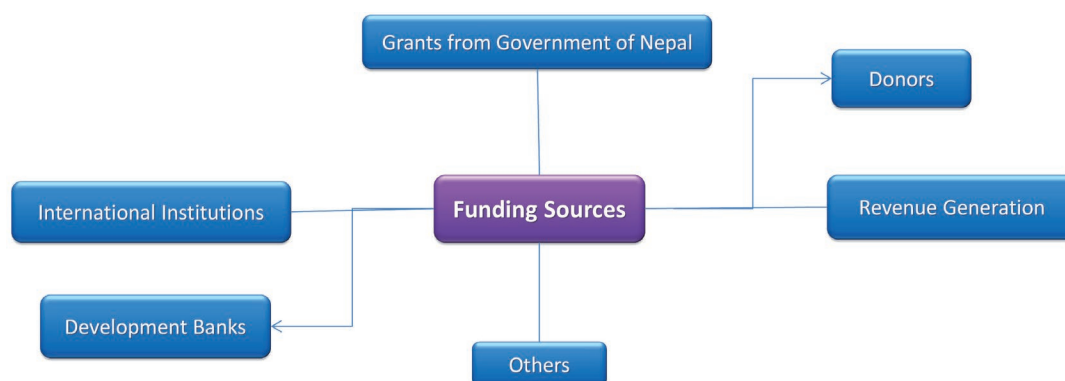 Grants from Government of Nepal
Donors
International Institutions
Funding Sources
Revenue Generation
Development Banks
Others